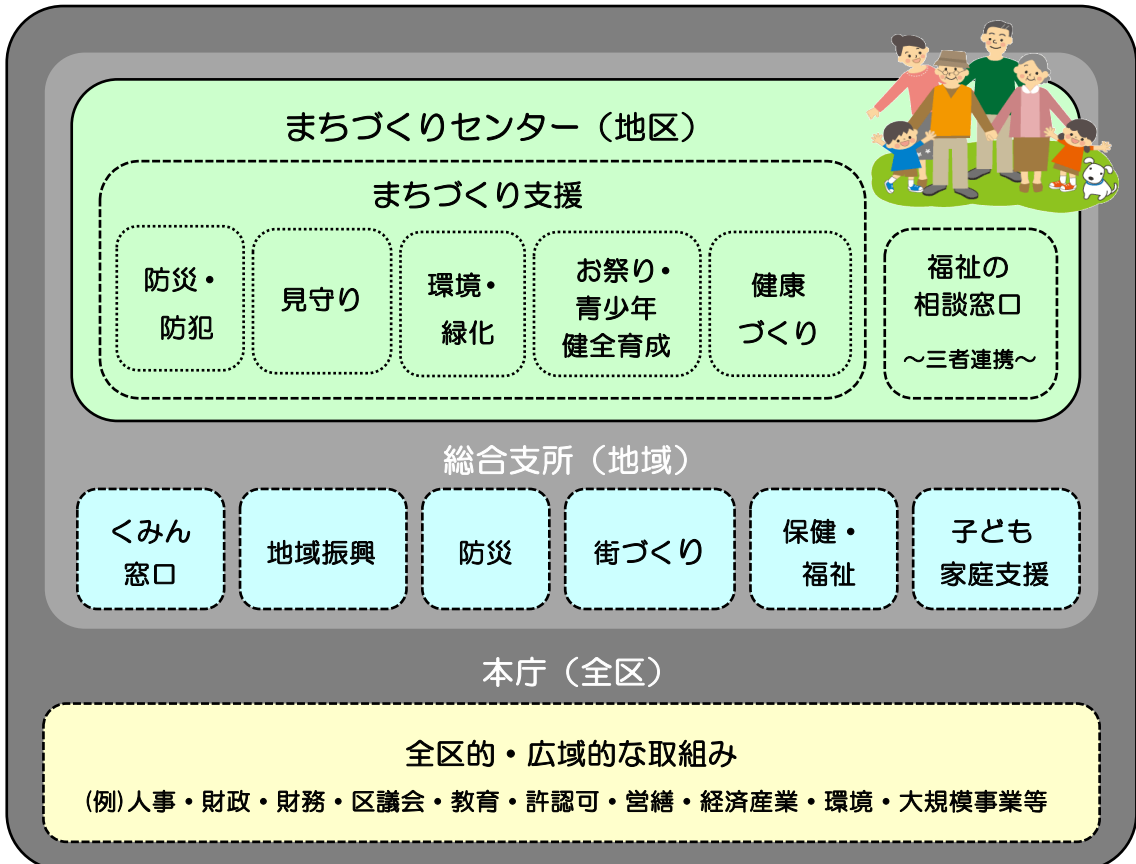 まちづくりセンター（地区）
まちづくり支援
防災・
防犯
見守り
環境・
緑化
お祭り・
青少年
健全育成
健康
づくり
福祉の
相談窓口
～三者連携～
総合支所（地域）
くみん
窓口
地域振興
防災
街づくり
保健・
福祉
子ども
家庭支援
本庁（全区）
全区的・広域的な取組み
(例)人事・財政・財務・区議会・教育・許認可・営繕・経済産業・環境・大規模事業等